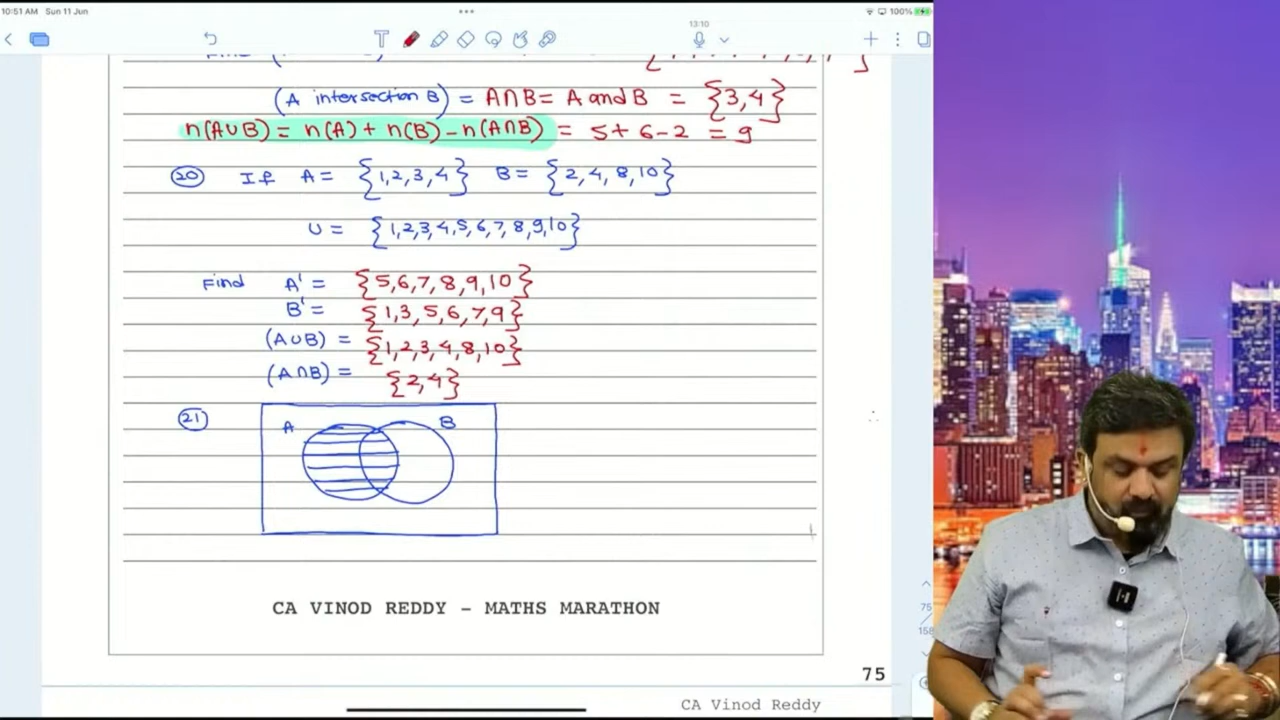 10:51 AM Sun 11 Jun
100%
13:10
T
(A intersection B) = A∩B = A and B = {3,4}
n(A∪B) = n(A) + n(B) – n(A∩B) = 5 + 6 – 2 = 9
20 If A = {1,2,3,4} B = {2,4,8,10}
U = {1,2,3,4,5,6,7,8,9,10}
Find A' = {5,6,7,8,9,10}
B' = {1,3,5,6,7,9}
(A∪B) = {1,2,3,4,8,10}
(A∩B) = {2,4}
21 A B
CA VINOD REDDY - MATHS MARATHON
75
158
75
CA Vinod Reddy